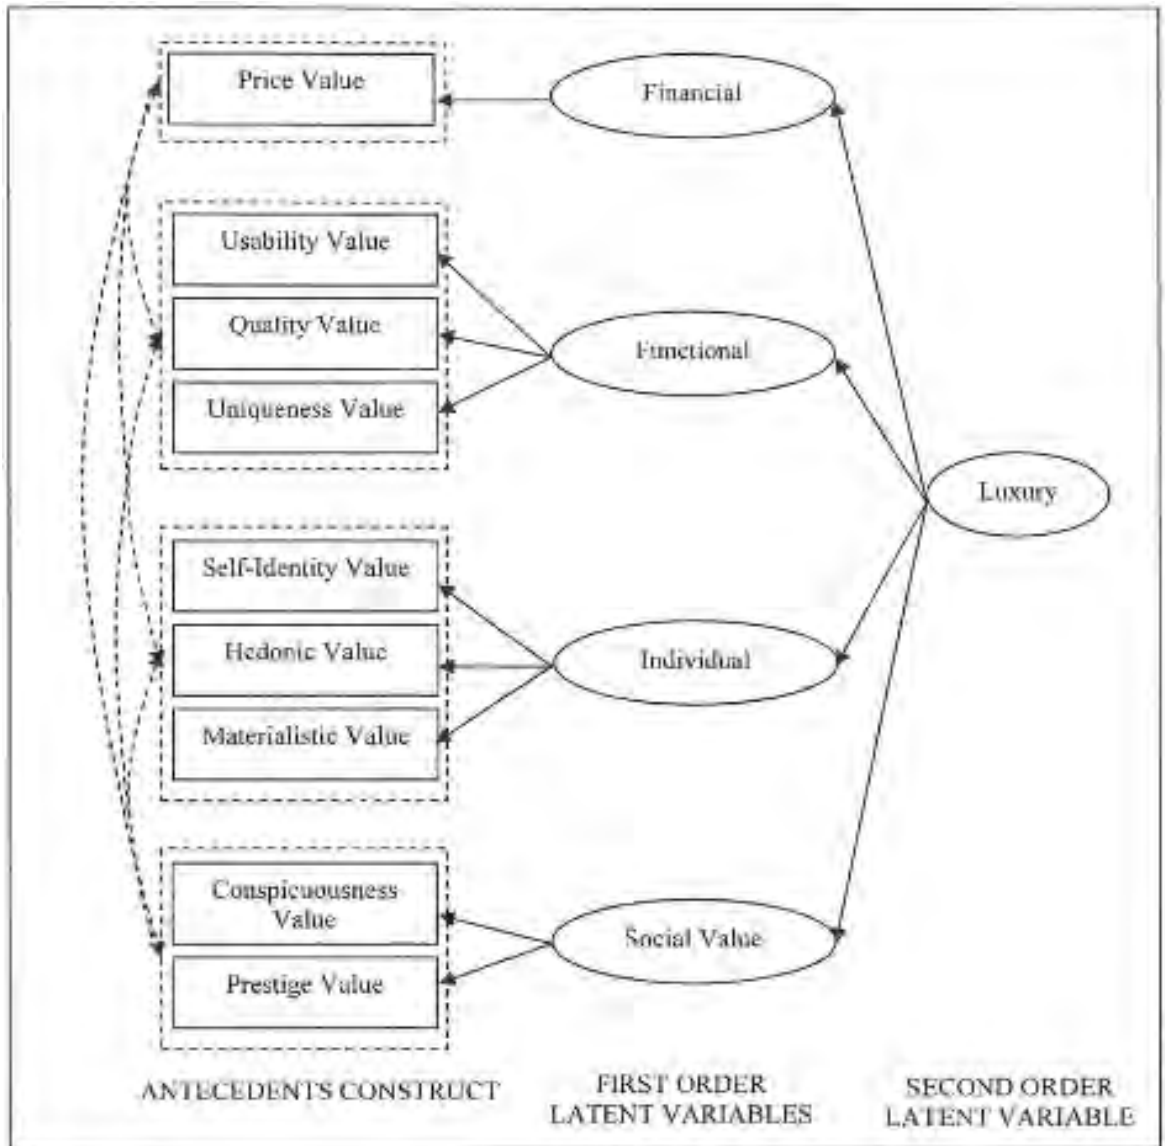 Price Value
Financial
Usability Value
Quality Value
Functional
Uniqueness Value
Luxury
Self-Identity Value
Hedonic Value
Individual
Materialistic Value
Conspicuousness
Value
Social Value
Prestige Value
ANTECEDENTS CONSTRUCT
FIRST ORDER
LATENT VARIABLES
SECOND ORDER
LATENT VARIABLE